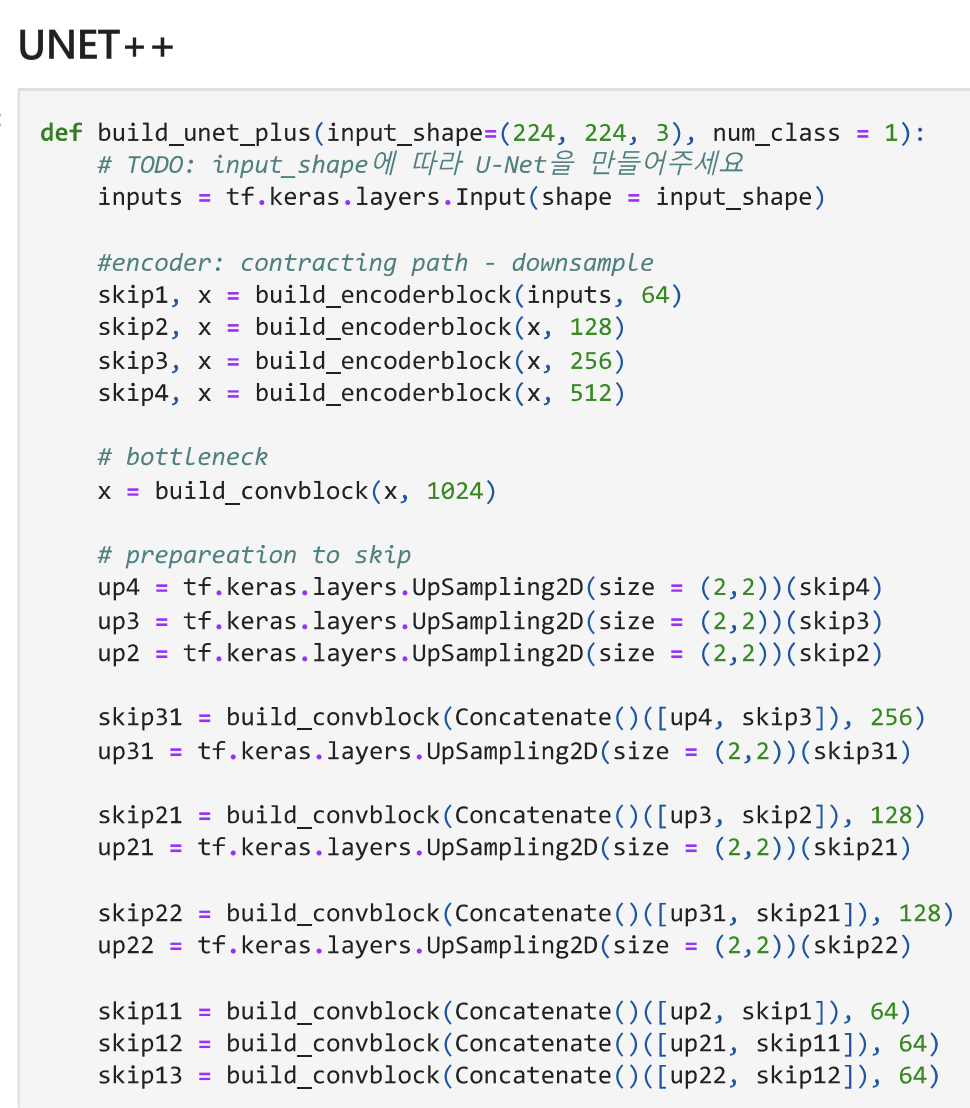 UNET++
def build_unet_plus(input_shape=(224, 224, 3), num_class = 1):
# TODO: input_shape에 따라 U-Net을 만들어주세요
inputs = tf.keras.layers.Input(shape = input_shape)
#encoder: contracting path - downsample
skip1, x = build_encoderblock(inputs, 64)
skip2, x = build_encoderblock(x, 128)
skip3, x = build_encoderblock(x, 256)
skip4, x = build_encoderblock(x, 512)
# bottleneck
x = build_convblock(x, 1024)
# prepareation to skip
up4 = tf.keras.layers.UpSampling2D(size = (2,2))(skip4)
up3 = tf.keras.layers.UpSampling2D(size = (2,2))(skip3)
up2 = tf.keras.layers.UpSampling2D(size = (2,2))(skip2)
skip31 = build_convblock(Concatenate()([up4, skip3]), 256)
up31 = tf.keras.layers.UpSampling2D(size = (2,2))(skip31)
skip21 = build_convblock(Concatenate()([up3, skip2]), 128)
up21 = tf.keras.layers.UpSampling2D(size = (2,2))(skip21)
skip22 = build_convblock(Concatenate()([up31, skip21]), 128)
up22 = tf.keras.layers.UpSampling2D(size = (2,2))(skip22)
skip11 = build_convblock(Concatenate()([up2, skip1]), 64)
skip12 = build_convblock(Concatenate()([up21, skip11]), 64)
skip13 = build_convblock(Concatenate()([up22, skip12]), 64)